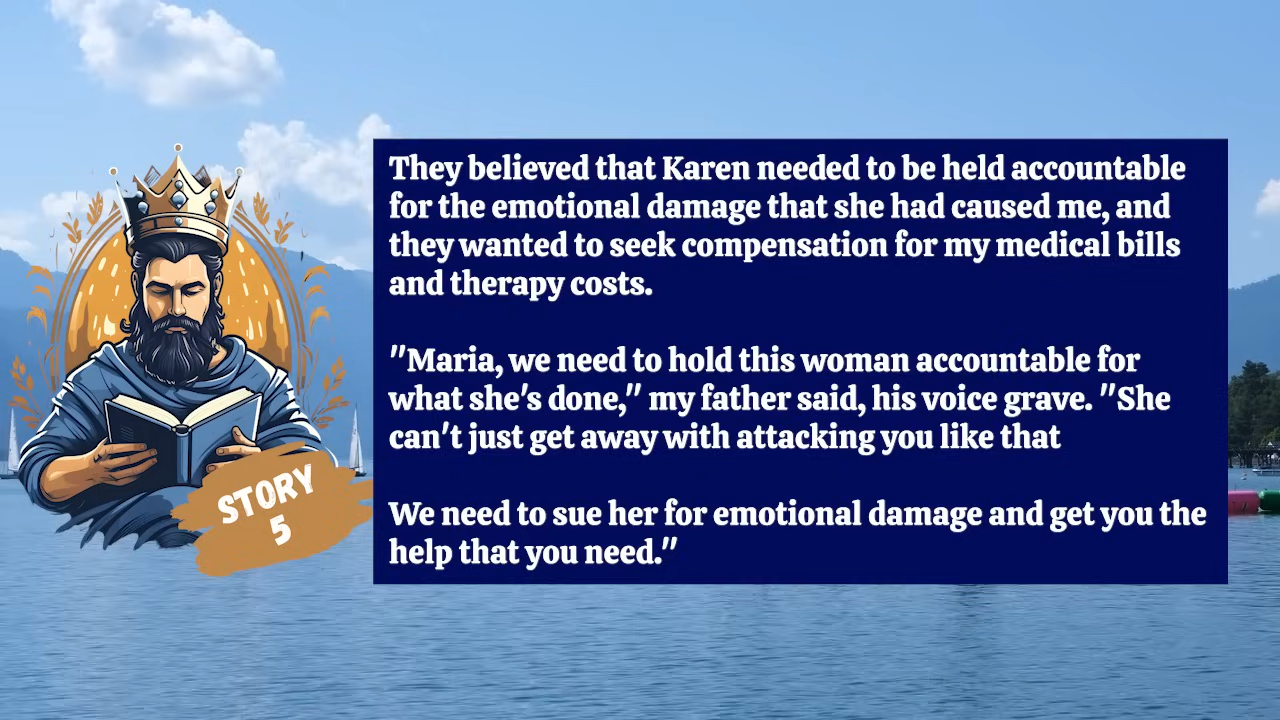 They believed that Karen needed to be held accountable
for the emotional damage that she had caused me, and
they wanted to seek compensation for my medical bills
and therapy costs.
"Maria, we need to hold this woman accountable for
what she's done," my father said, his voice grave. "She
can't just get away with attacking you like that
We need to sue her for emotional damage and get you the
help that you need."
STORY
5